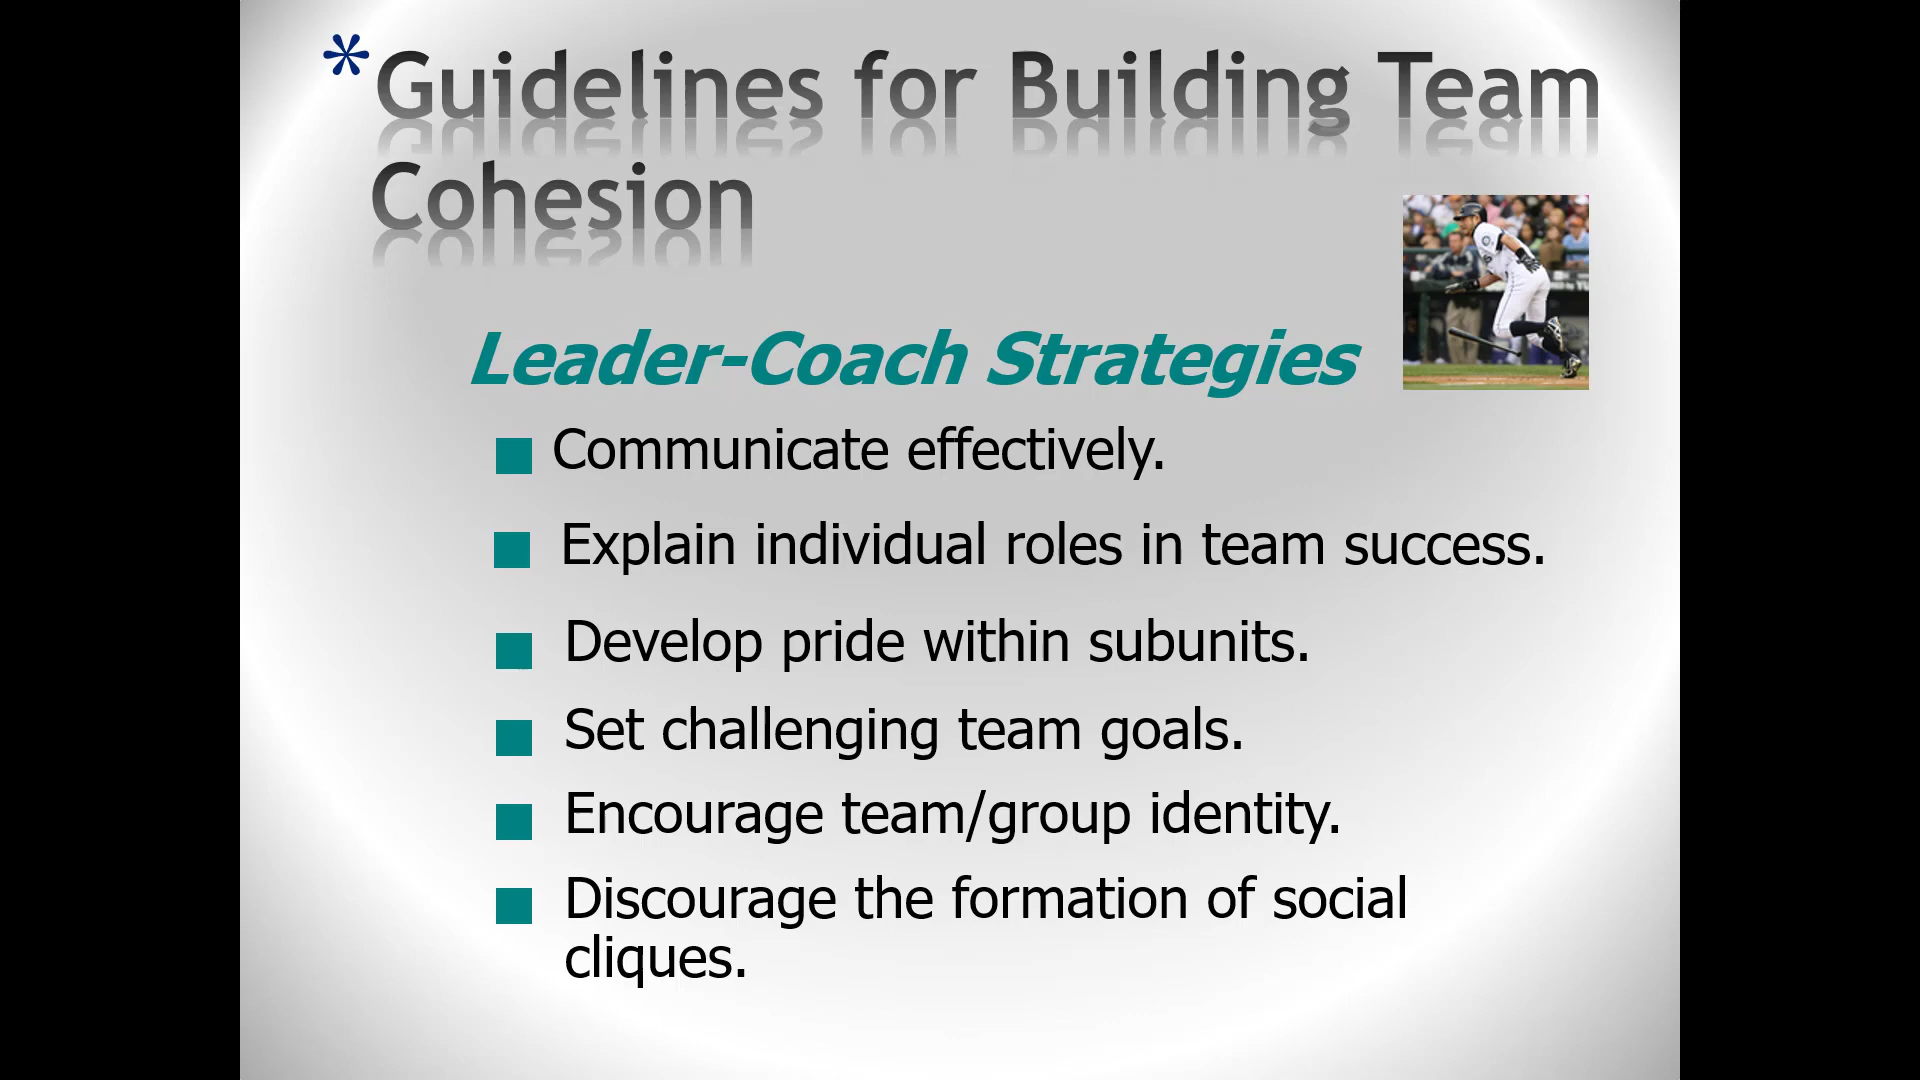 *Guidelines for Building Team
Cohesion
Leader-Coach Strategies
Communicate effectively.
Explain individual roles in team success.
Develop pride within subunits.
Set challenging team goals.
Encourage team/group identity.
Discourage the formation of social
cliques.